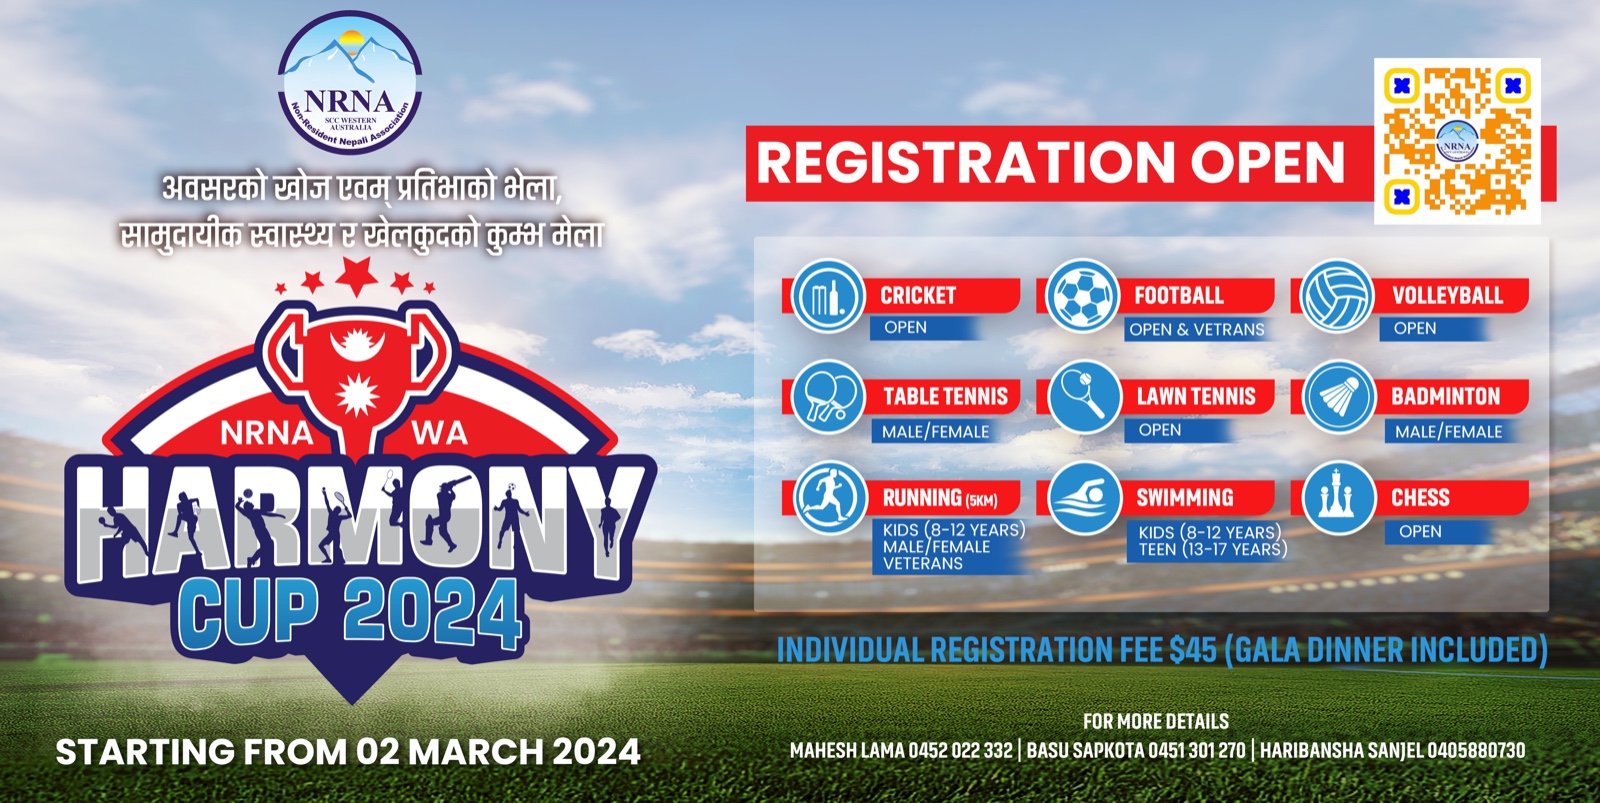 NRNA
SCC WESTERN
AUSTRALIA
Non-Resident Nepali Association
अवसरको खोज एवम् प्रतिभाको भेला,
सामुदायीक स्वास्थ्य र खेलकुदको कुम्भ मेला
NRNA WA
HARMONY
CUP 2024
STARTING FROM 02 MARCH 2024
REGISTRATION OPEN
NRNA
CRICKET
OPEN
FOOTBALL
OPEN & VETRANS
VOLLEYBALL
OPEN
TABLE TENNIS
MALE/FEMALE
LAWN TENNIS
OPEN
BADMINTON
MALE/FEMALE
RUNNING (5KM)
KIDS (8-12 YEARS)
MALE/FEMALE
VETERANS
SWIMMING
KIDS (8-12 YEARS)
TEEN (13-17 YEARS)
CHESS
OPEN
INDIVIDUAL REGISTRATION FEE $45 (GALA DINNER INCLUDED)
FOR MORE DETAILS
MAHESH LAMA 0452 022 332 | BASU SAPKOTA 0451 301 270 | HARIBANSHA SANJEL 0405880730